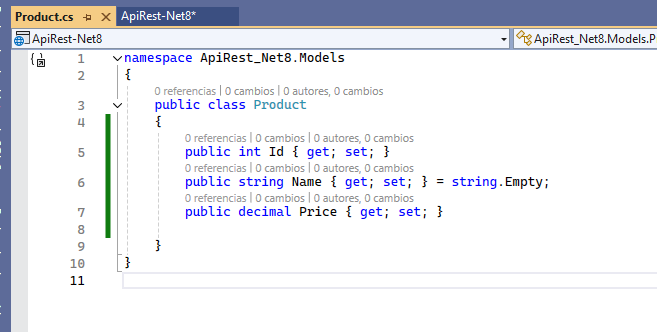 Product.cs
ApiRest-Net8*
ApiRest-Net8
ApiRest_Net8.Models.P
1 namespace ApiRest_Net8.Models
2 {
0 referencias | 0 cambios | 0 autores, 0 cambios
3 public class Product
4 {
0 referencias | 0 cambios | 0 autores, 0 cambios
5 public int Id { get; set; }
0 referencias | 0 cambios | 0 autores, 0 cambios
6 public string Name { get; set; } = string.Empty;
0 referencias | 0 cambios | 0 autores, 0 cambios
7 public decimal Price { get; set; }
8
9 }
10 }
11